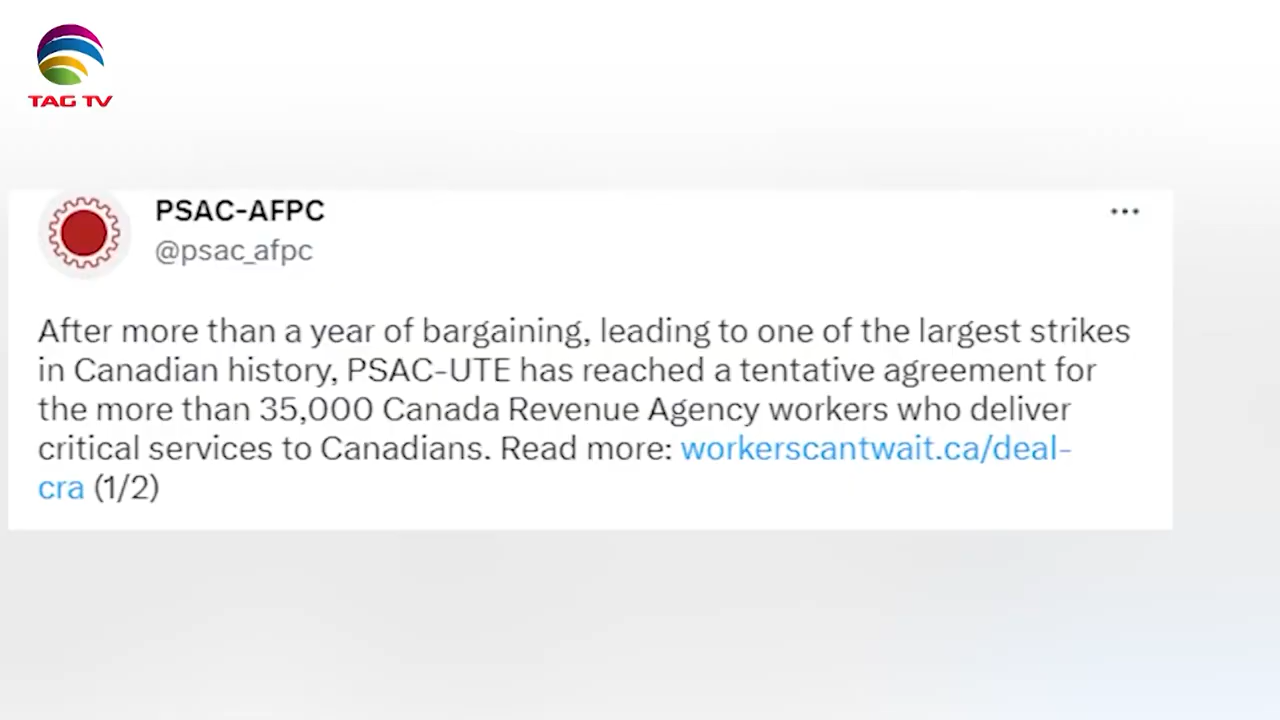 TAG TV
PSAC-AFPC
@psac_afpc
After more than a year of bargaining, leading to one of the largest strikes
in Canadian history, PSAC-UTE has reached a tentative agreement for
the more than 35,000 Canada Revenue Agency workers who deliver
critical services to Canadians. Read more: workerscantwait.ca/deal-
cra (1/2)